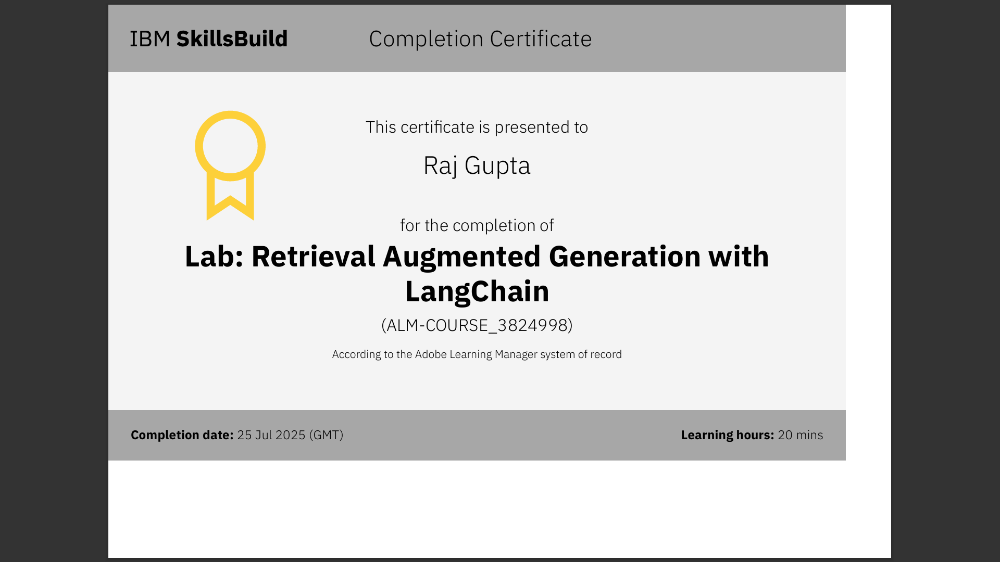 IBM SkillsBuild
Completion Certificate
This certificate is presented to
Raj Gupta
for the completion of
Lab: Retrieval Augmented Generation with
LangChain
(ALM-COURSE_3824998)
According to the Adobe Learning Manager system of record
Completion date: 25 Jul 2025 (GMT)
Learning hours: 20 mins